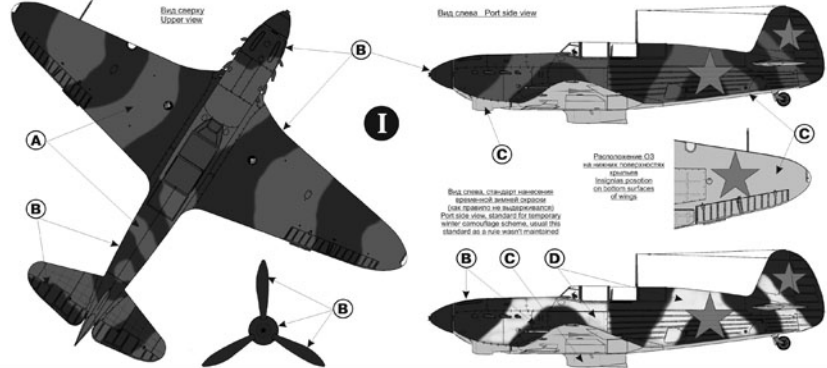 Вид сверху
Upper view
Вид слева Port side view
B
A
I
C
C
B
Расположение ОЗ
на нижних поверхностях
крыльев
Insignias posotion
on bottom surfaces
of wings
Вид слева, стандарт нанесения
временной зимней окраски
(как правило не выдерживался)
Port side view, standard for temporary
winter camouflage scheme, usual this
standard as a rule wasn't maintained
B
C
D
B